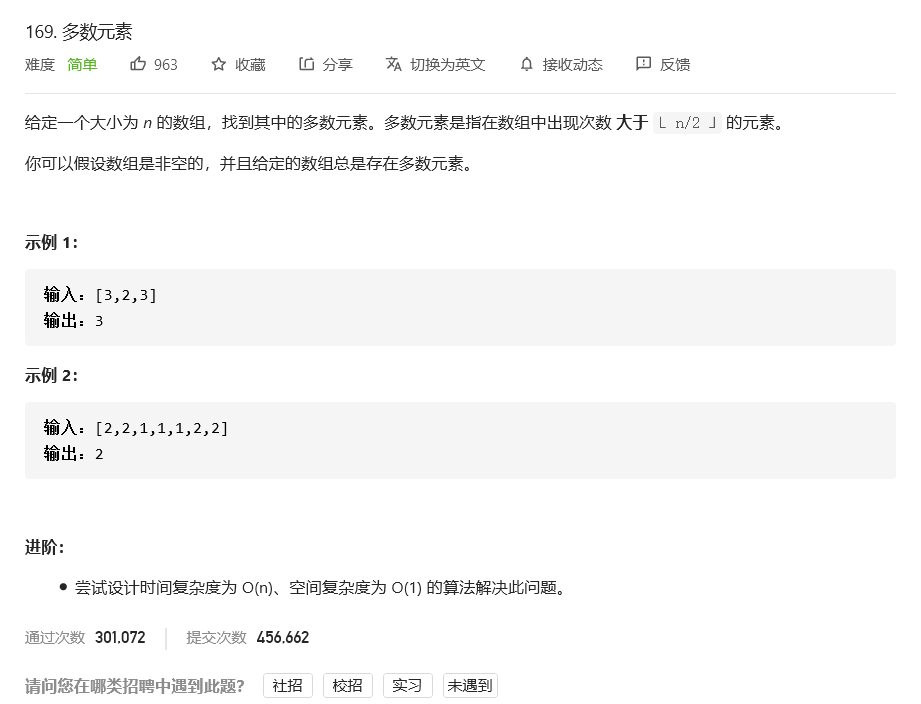 169. 多数元素
难度 简单 963 收藏 分享 切换为英文 接收动态 反馈
给定一个大小为 n 的数组，找到其中的多数元素。多数元素是指在数组中出现次数 大于 ⌊ n/2 ⌋ 的元素。
你可以假设数组是非空的，并且给定的数组总是存在多数元素。
示例 1：
输入：[3,2,3]
输出：3
示例 2：
输入：[2,2,1,1,1,2,2]
输出：2
进阶：
● 尝试设计时间复杂度为 O(n)、空间复杂度为 O(1) 的算法解决此问题。
通过次数 301,072 提交次数 456,662
请问您在哪类招聘中遇到此题？ 社招 校招 实习 未遇到